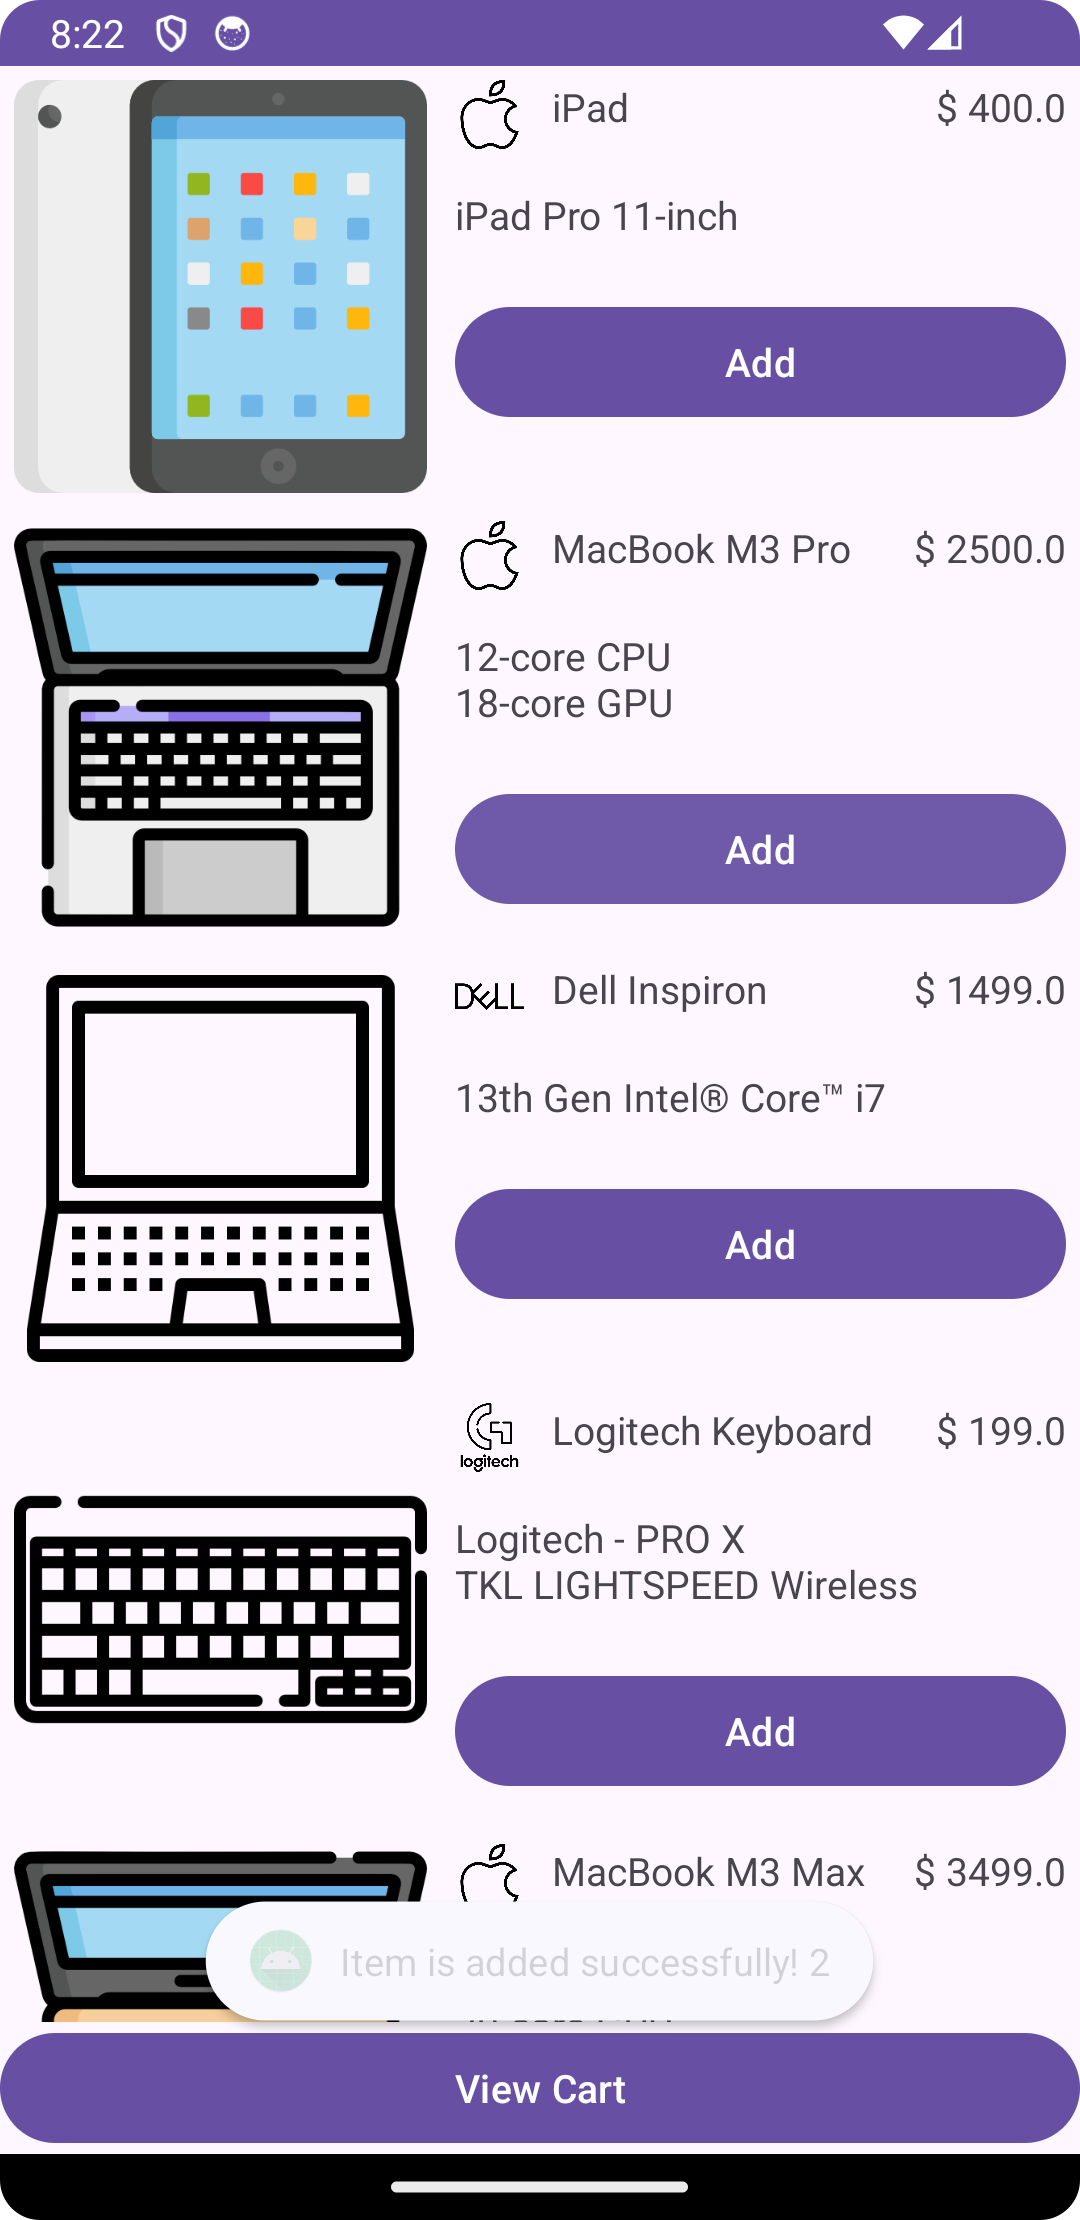 8:22
iPad
$ 400.0
iPad Pro 11-inch
Add
MacBook M3 Pro
$ 2500.0
12-core CPU
18-core GPU
Add
DELL
Dell Inspiron
$ 1499.0
13th Gen Intel® Core™ i7
Add
logitech
Logitech Keyboard
$ 199.0
Logitech - PRO X
TKL LIGHTSPEED Wireless
Add
MacBook M3 Max
$ 3499.0
Item is added successfully! 2
View Cart